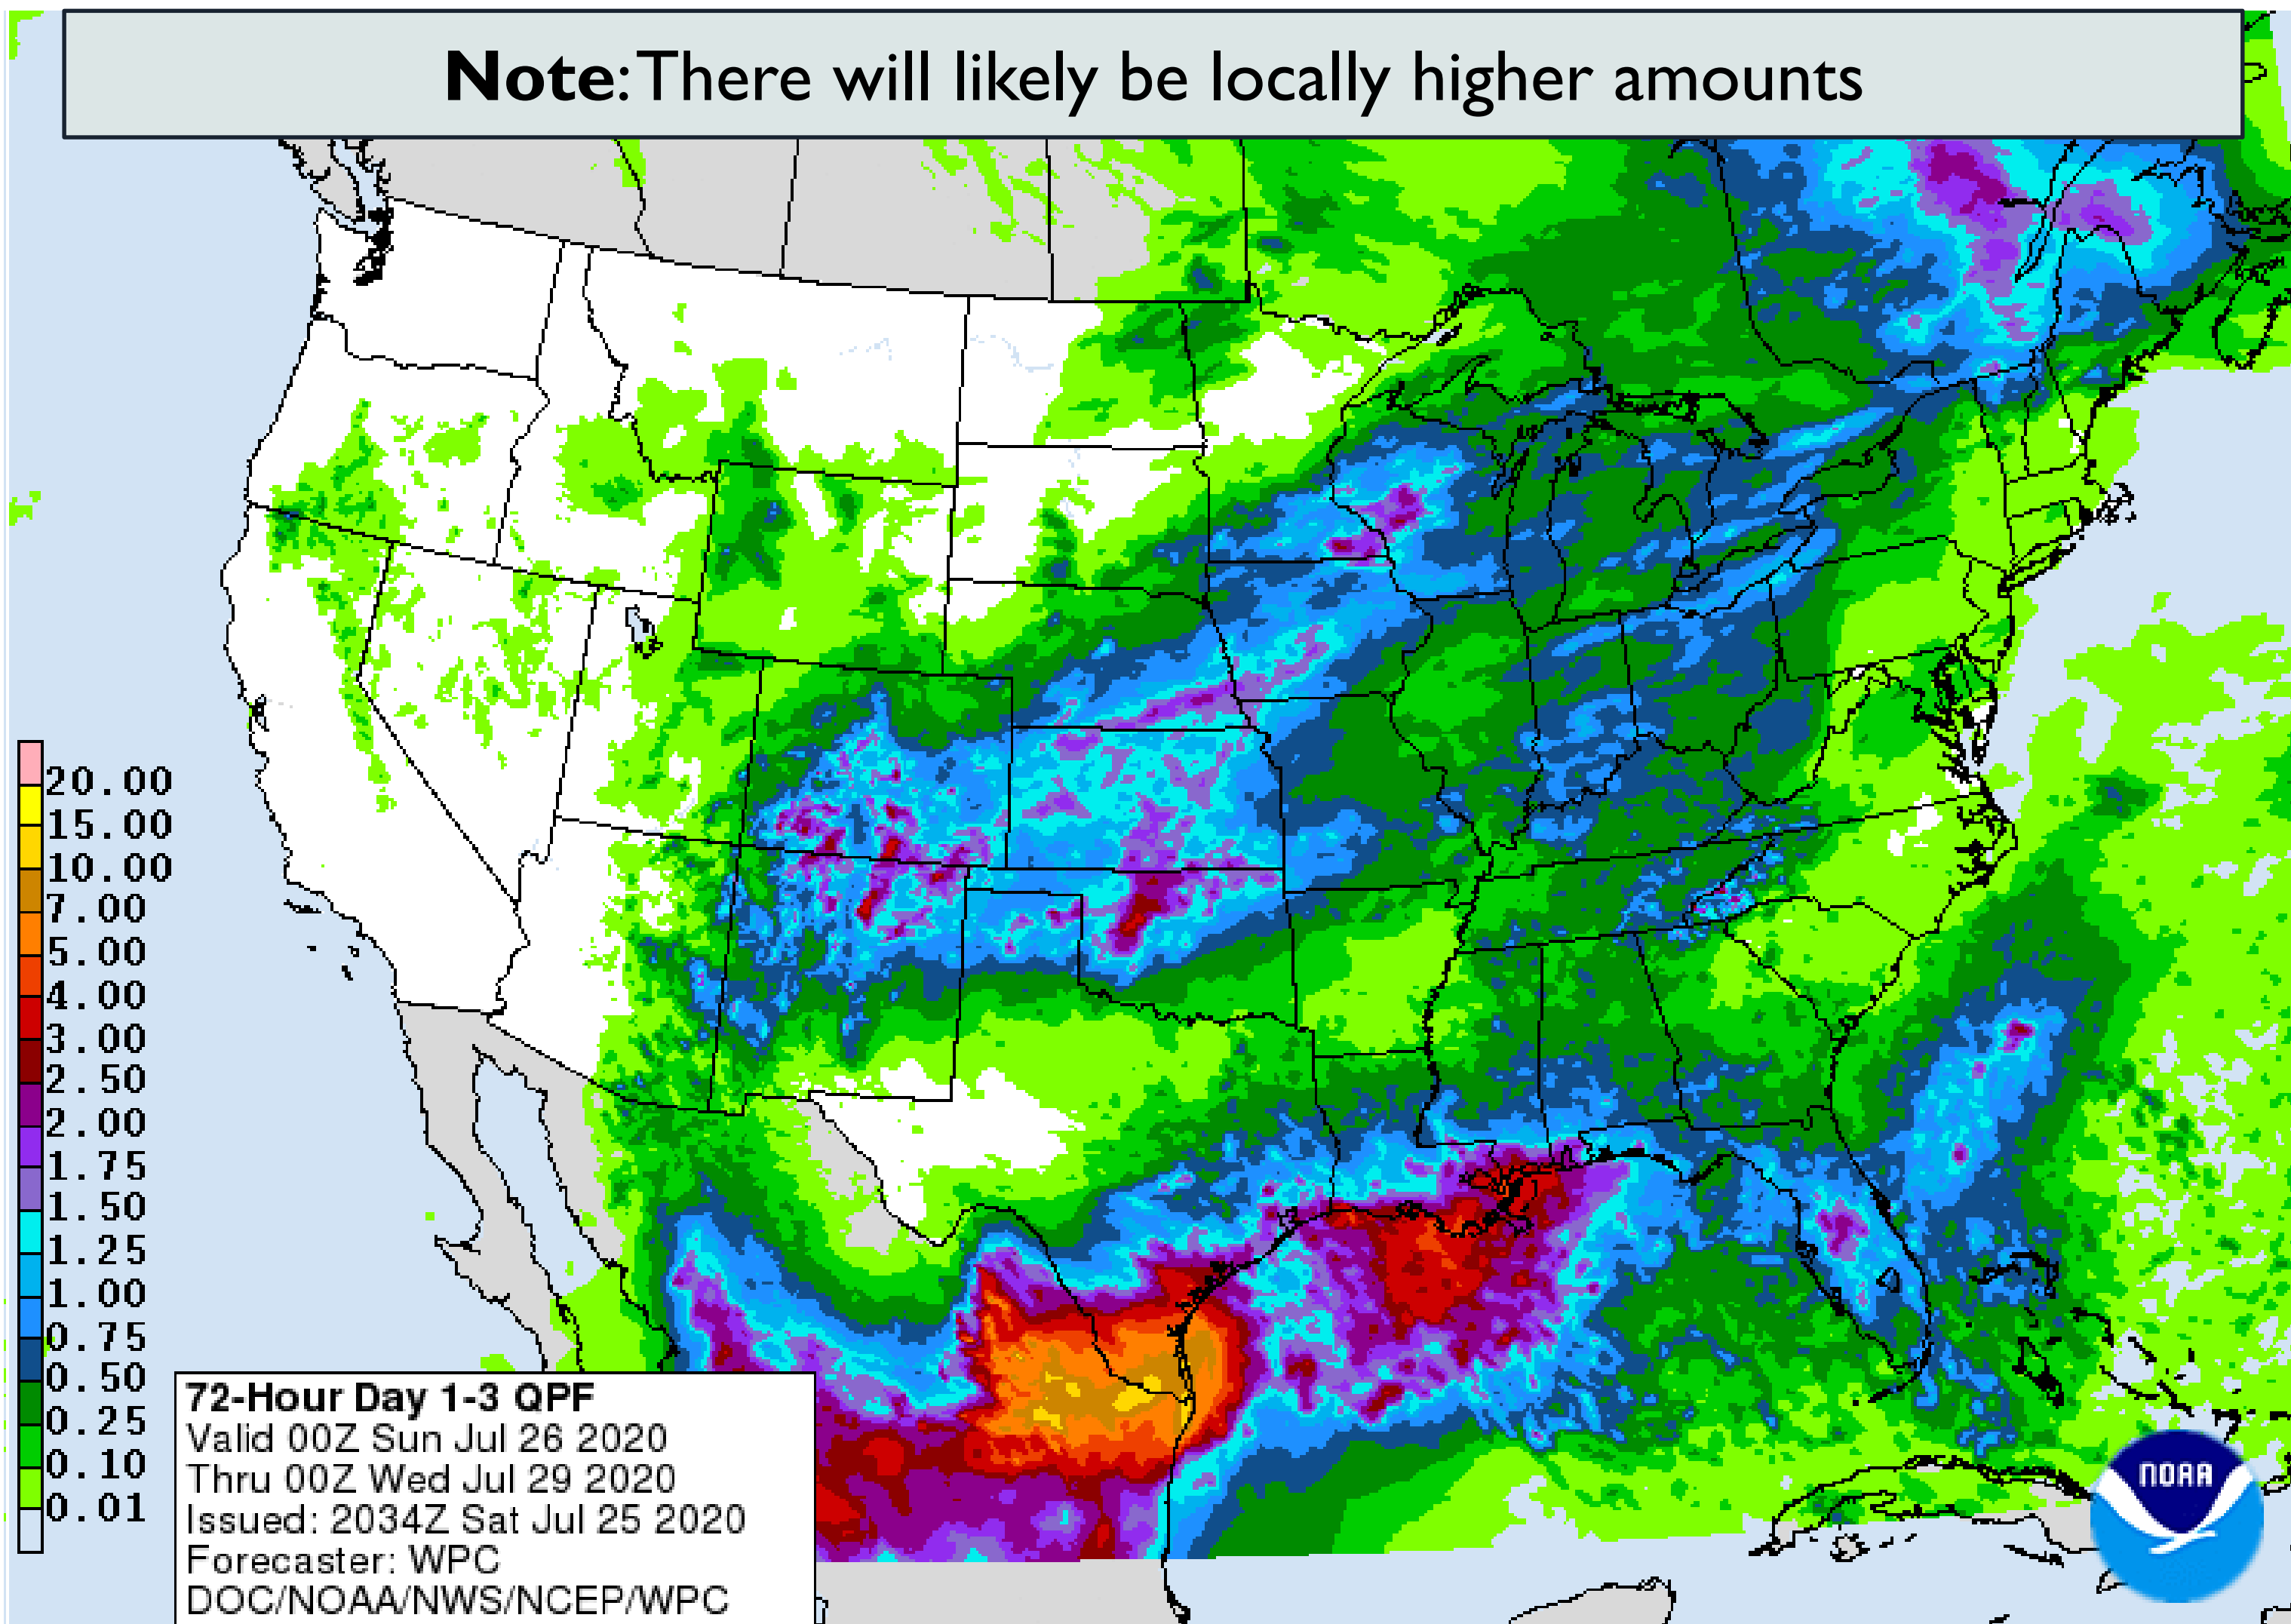 Note: There will likely be locally higher amounts
20.00
15.00
10.00
7.00
5.00
4.00
3.00
2.50
2.00
1.75
1.50
1.25
1.00
0.75
0.50
0.25
0.10
0.01
72-Hour Day 1-3 QPF
Valid 00Z Sun Jul 26 2020
Thru 00Z Wed Jul 29 2020
Issued: 2034Z Sat Jul 25 2020
Forecaster: WPC
DOC/NOAA/NWS/NCEP/WPC
NOAA